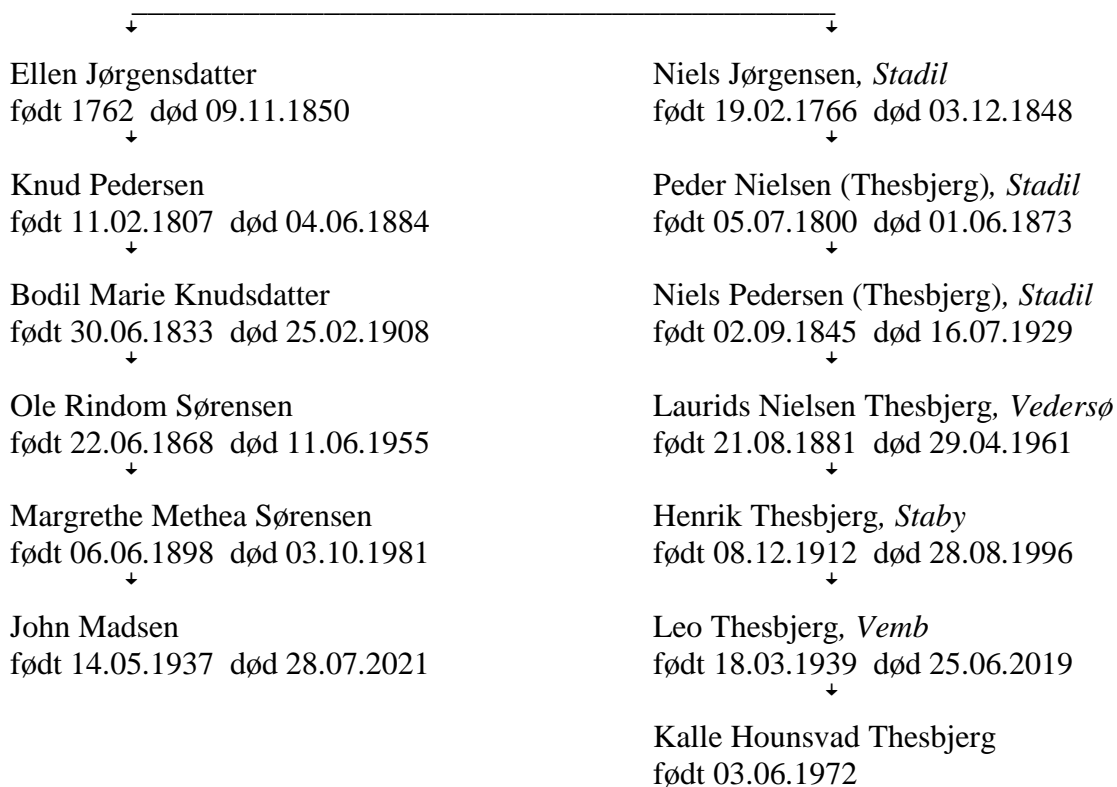 Ellen Jørgensdatter
født 1762 død 09.11.1850
Knud Pedersen
født 11.02.1807 død 04.06.1884
Bodil Marie Knudsdatter
født 30.06.1833 død 25.02.1908
Ole Rindom Sørensen
født 22.06.1868 død 11.06.1955
Margrethe Methea Sørensen
født 06.06.1898 død 03.10.1981
John Madsen
født 14.05.1937 død 28.07.2021
Niels Jørgensen, Stadil
født 19.02.1766 død 03.12.1848
Peder Nielsen (Thesbjerg), Stadil
født 05.07.1800 død 01.06.1873
Niels Pedersen (Thesbjerg), Stadil
født 02.09.1845 død 16.07.1929
Laurids Nielsen Thesbjerg, Vedersø
født 21.08.1881 død 29.04.1961
Henrik Thesbjerg, Staby
født 08.12.1912 død 28.08.1996
Leo Thesbjerg, Vemb
født 18.03.1939 død 25.06.2019
Kalle Hounsvad Thesbjerg
født 03.06.1972